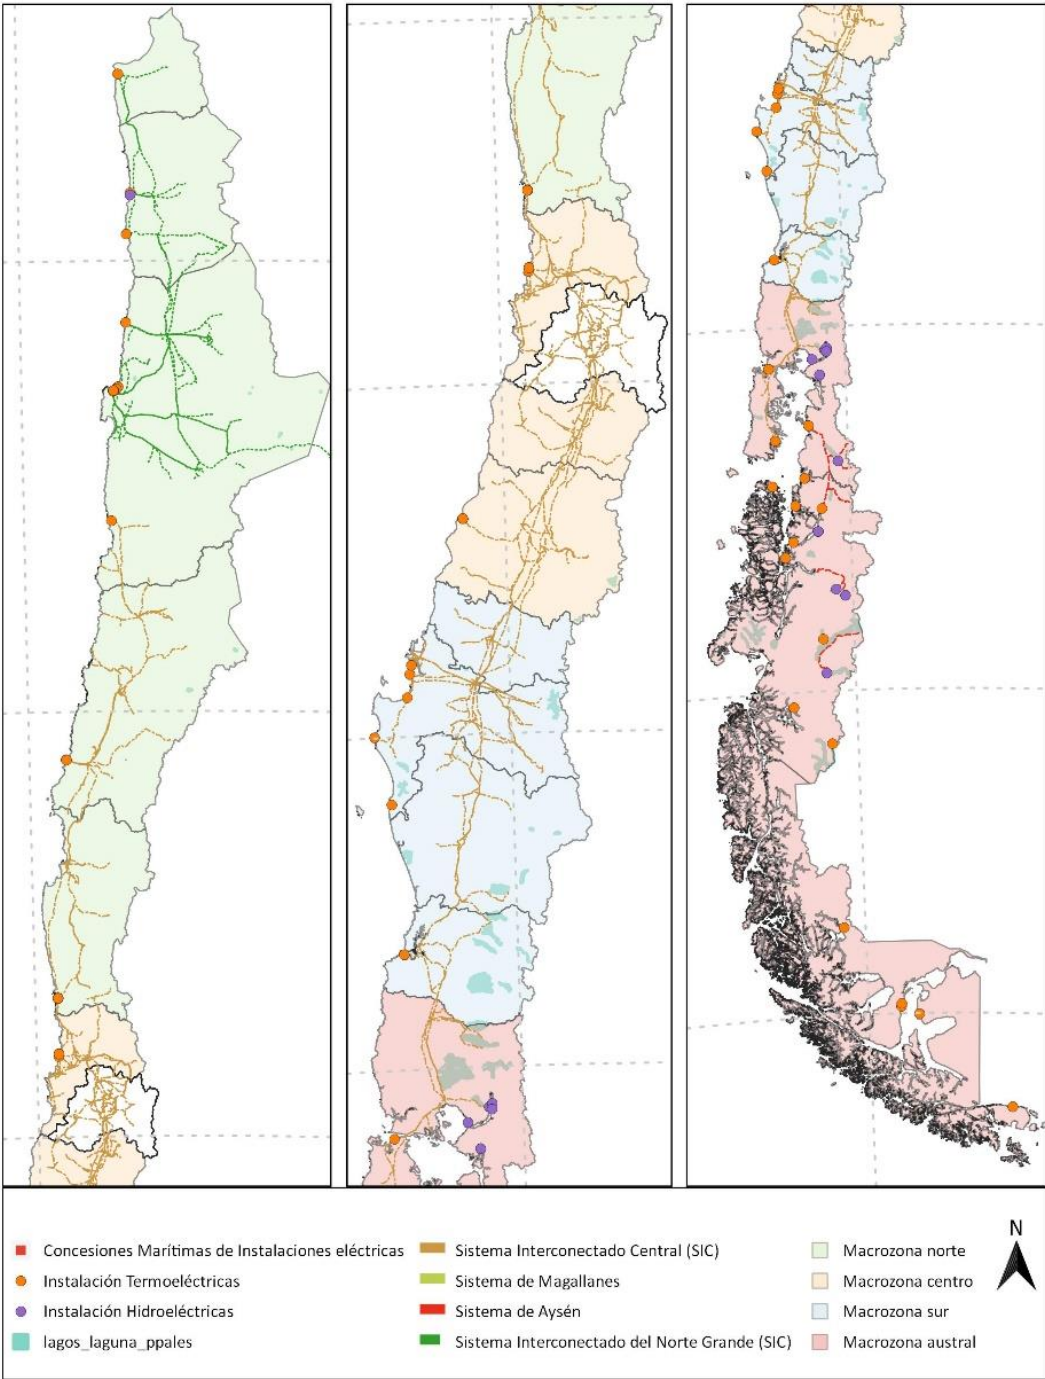 N
Concesiones Marítimas de Instalaciones eléctricas
Instalación Termoeléctricas
Instalación Hidroeléctricas
lagos_laguna_ppales
Sistema Interconectado Central (SIC)
Sistema de Magallanes
Sistema de Aysén
Sistema Interconectado del Norte Grande (SIC)
Macrozona norte
Macrozona centro
Macrozona sur
Macrozona austral